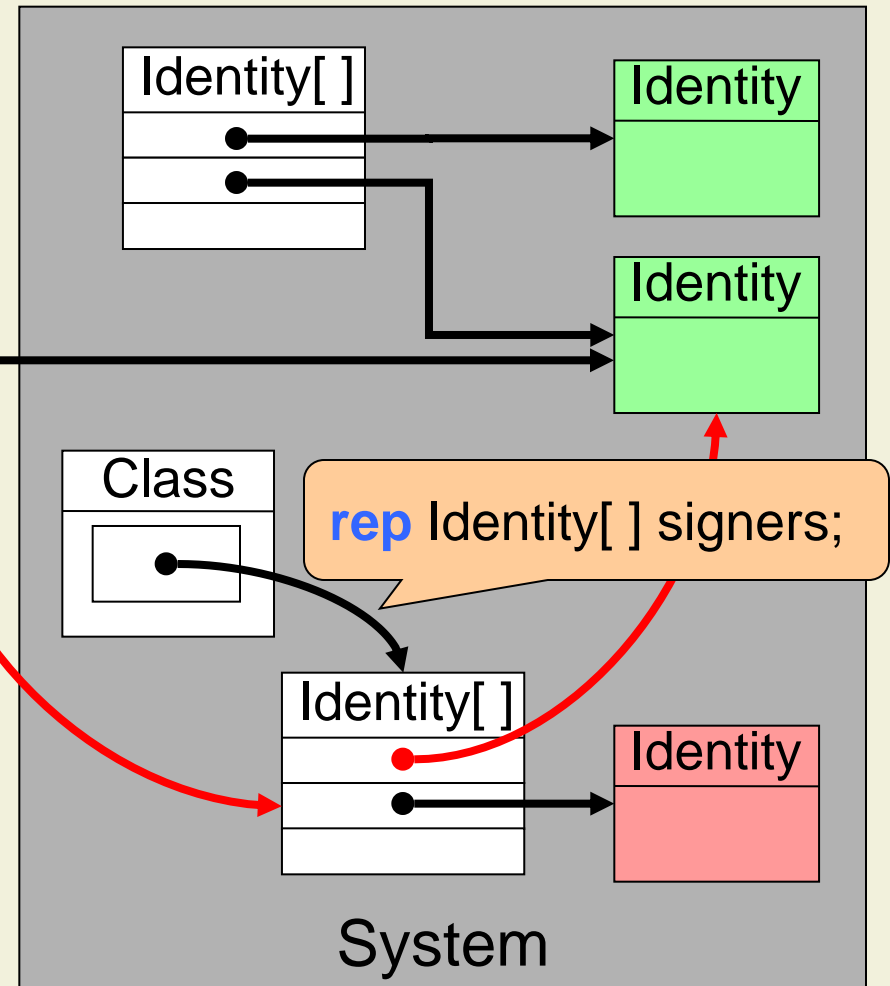 Identity[ ]
Identity
Identity
Class
rep Identity[ ] signers;
Identity[ ]
Identity
System